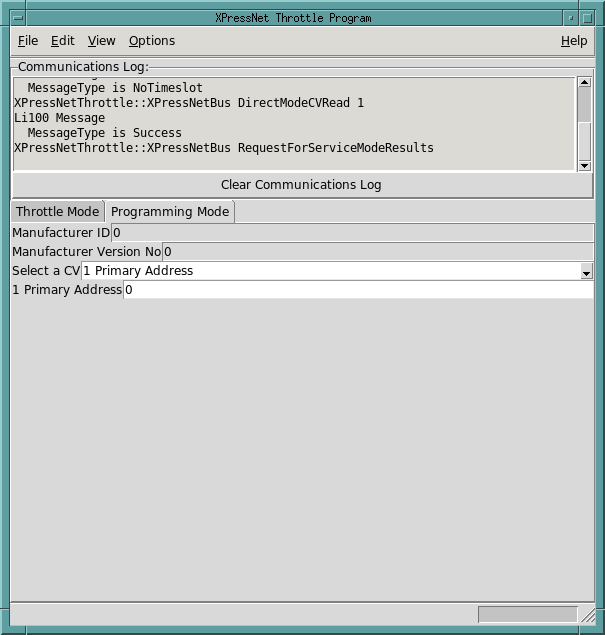 XPressNet Throttle Program
File Edit View Options Help
Communications Log:
MessageType is NoTimeslot
XPressNetThrottle::XPressNetBus DirectModeCVRead 1
Li100 Message
MessageType is Success
XPressNetThrottle::XPressNetBus RequestForServiceModeResults
Clear Communications Log
Throttle Mode Programming Mode
Manufacturer ID 0
Manufacturer Version No 0
Select a CV 1 Primary Address
1 Primary Address 0